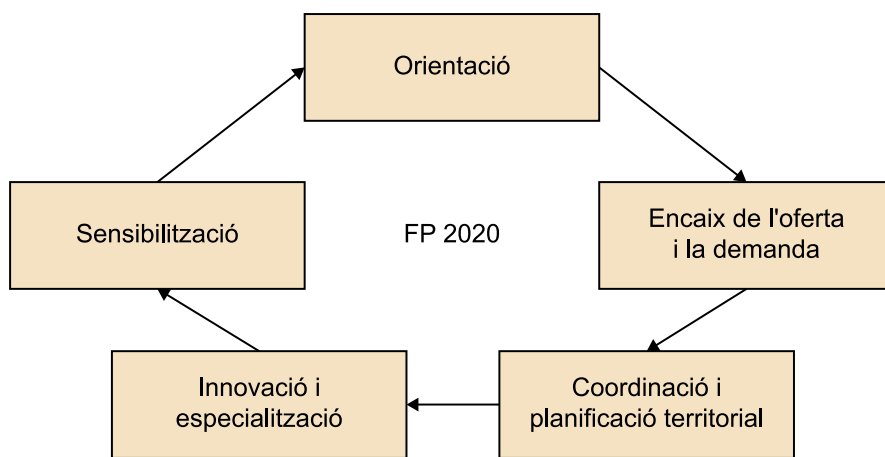 Orientació
Sensibilització
FP 2020
Encaix de l'oferta
i la demanda
Innovació i
especialització
Coordinació i
planificació territorial